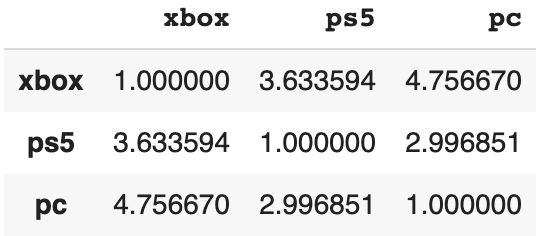 xbox ps5 pc
xbox 1.000000 3.633594 4.756670
ps5 3.633594 1.000000 2.996851
pc 4.756670 2.996851 1.000000